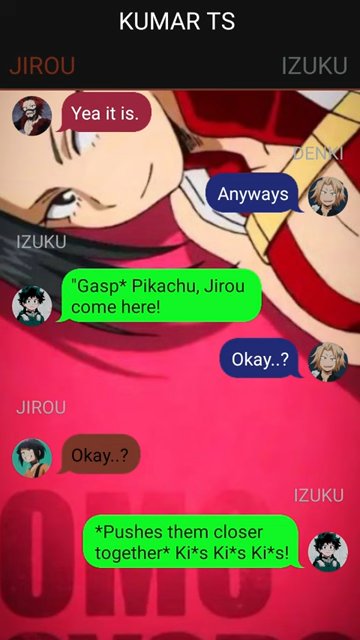 KUMAR TS
JIROU
IZUKU
Yea it is.
DENKI
Anyways
IZUKU
"Gasp* Pikachu, Jirou
come here!
Okay..?
JIROU
Okay..?
IZUKU
*Pushes them closer
together* Ki*s Ki*s Ki*s!
OMO